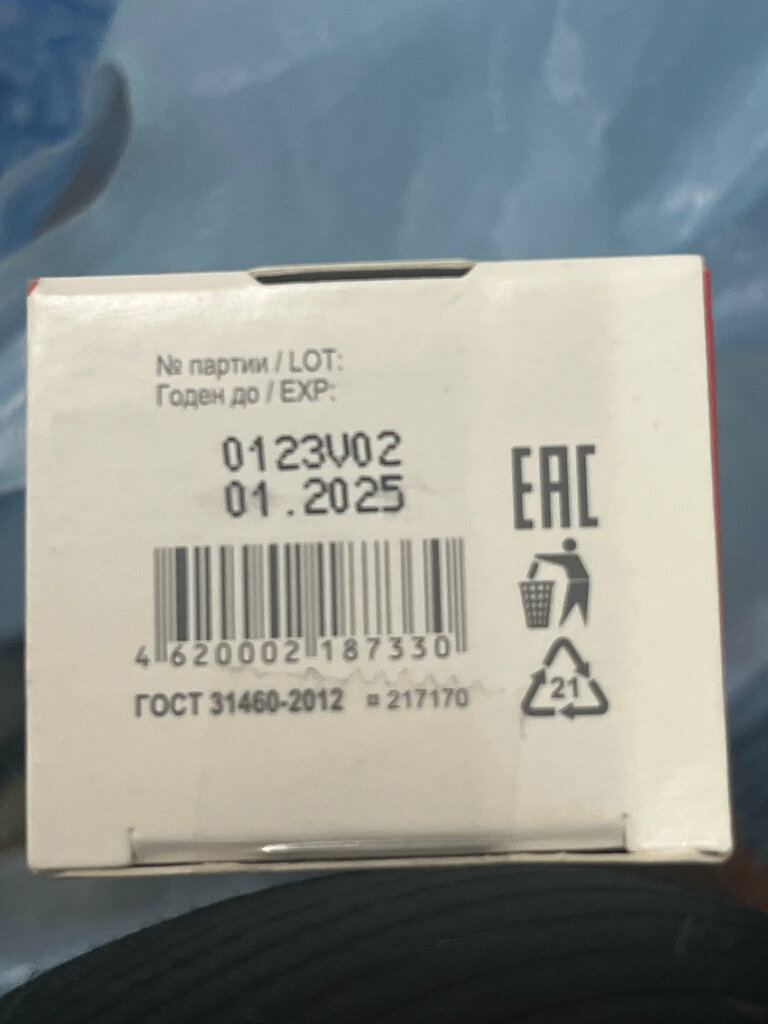 № партии / LOT:
Годен до / EXP:
0123V02
01.2025
EAC
4 620002 187330
21
ГОСТ 31460-2012 ¤ 217170